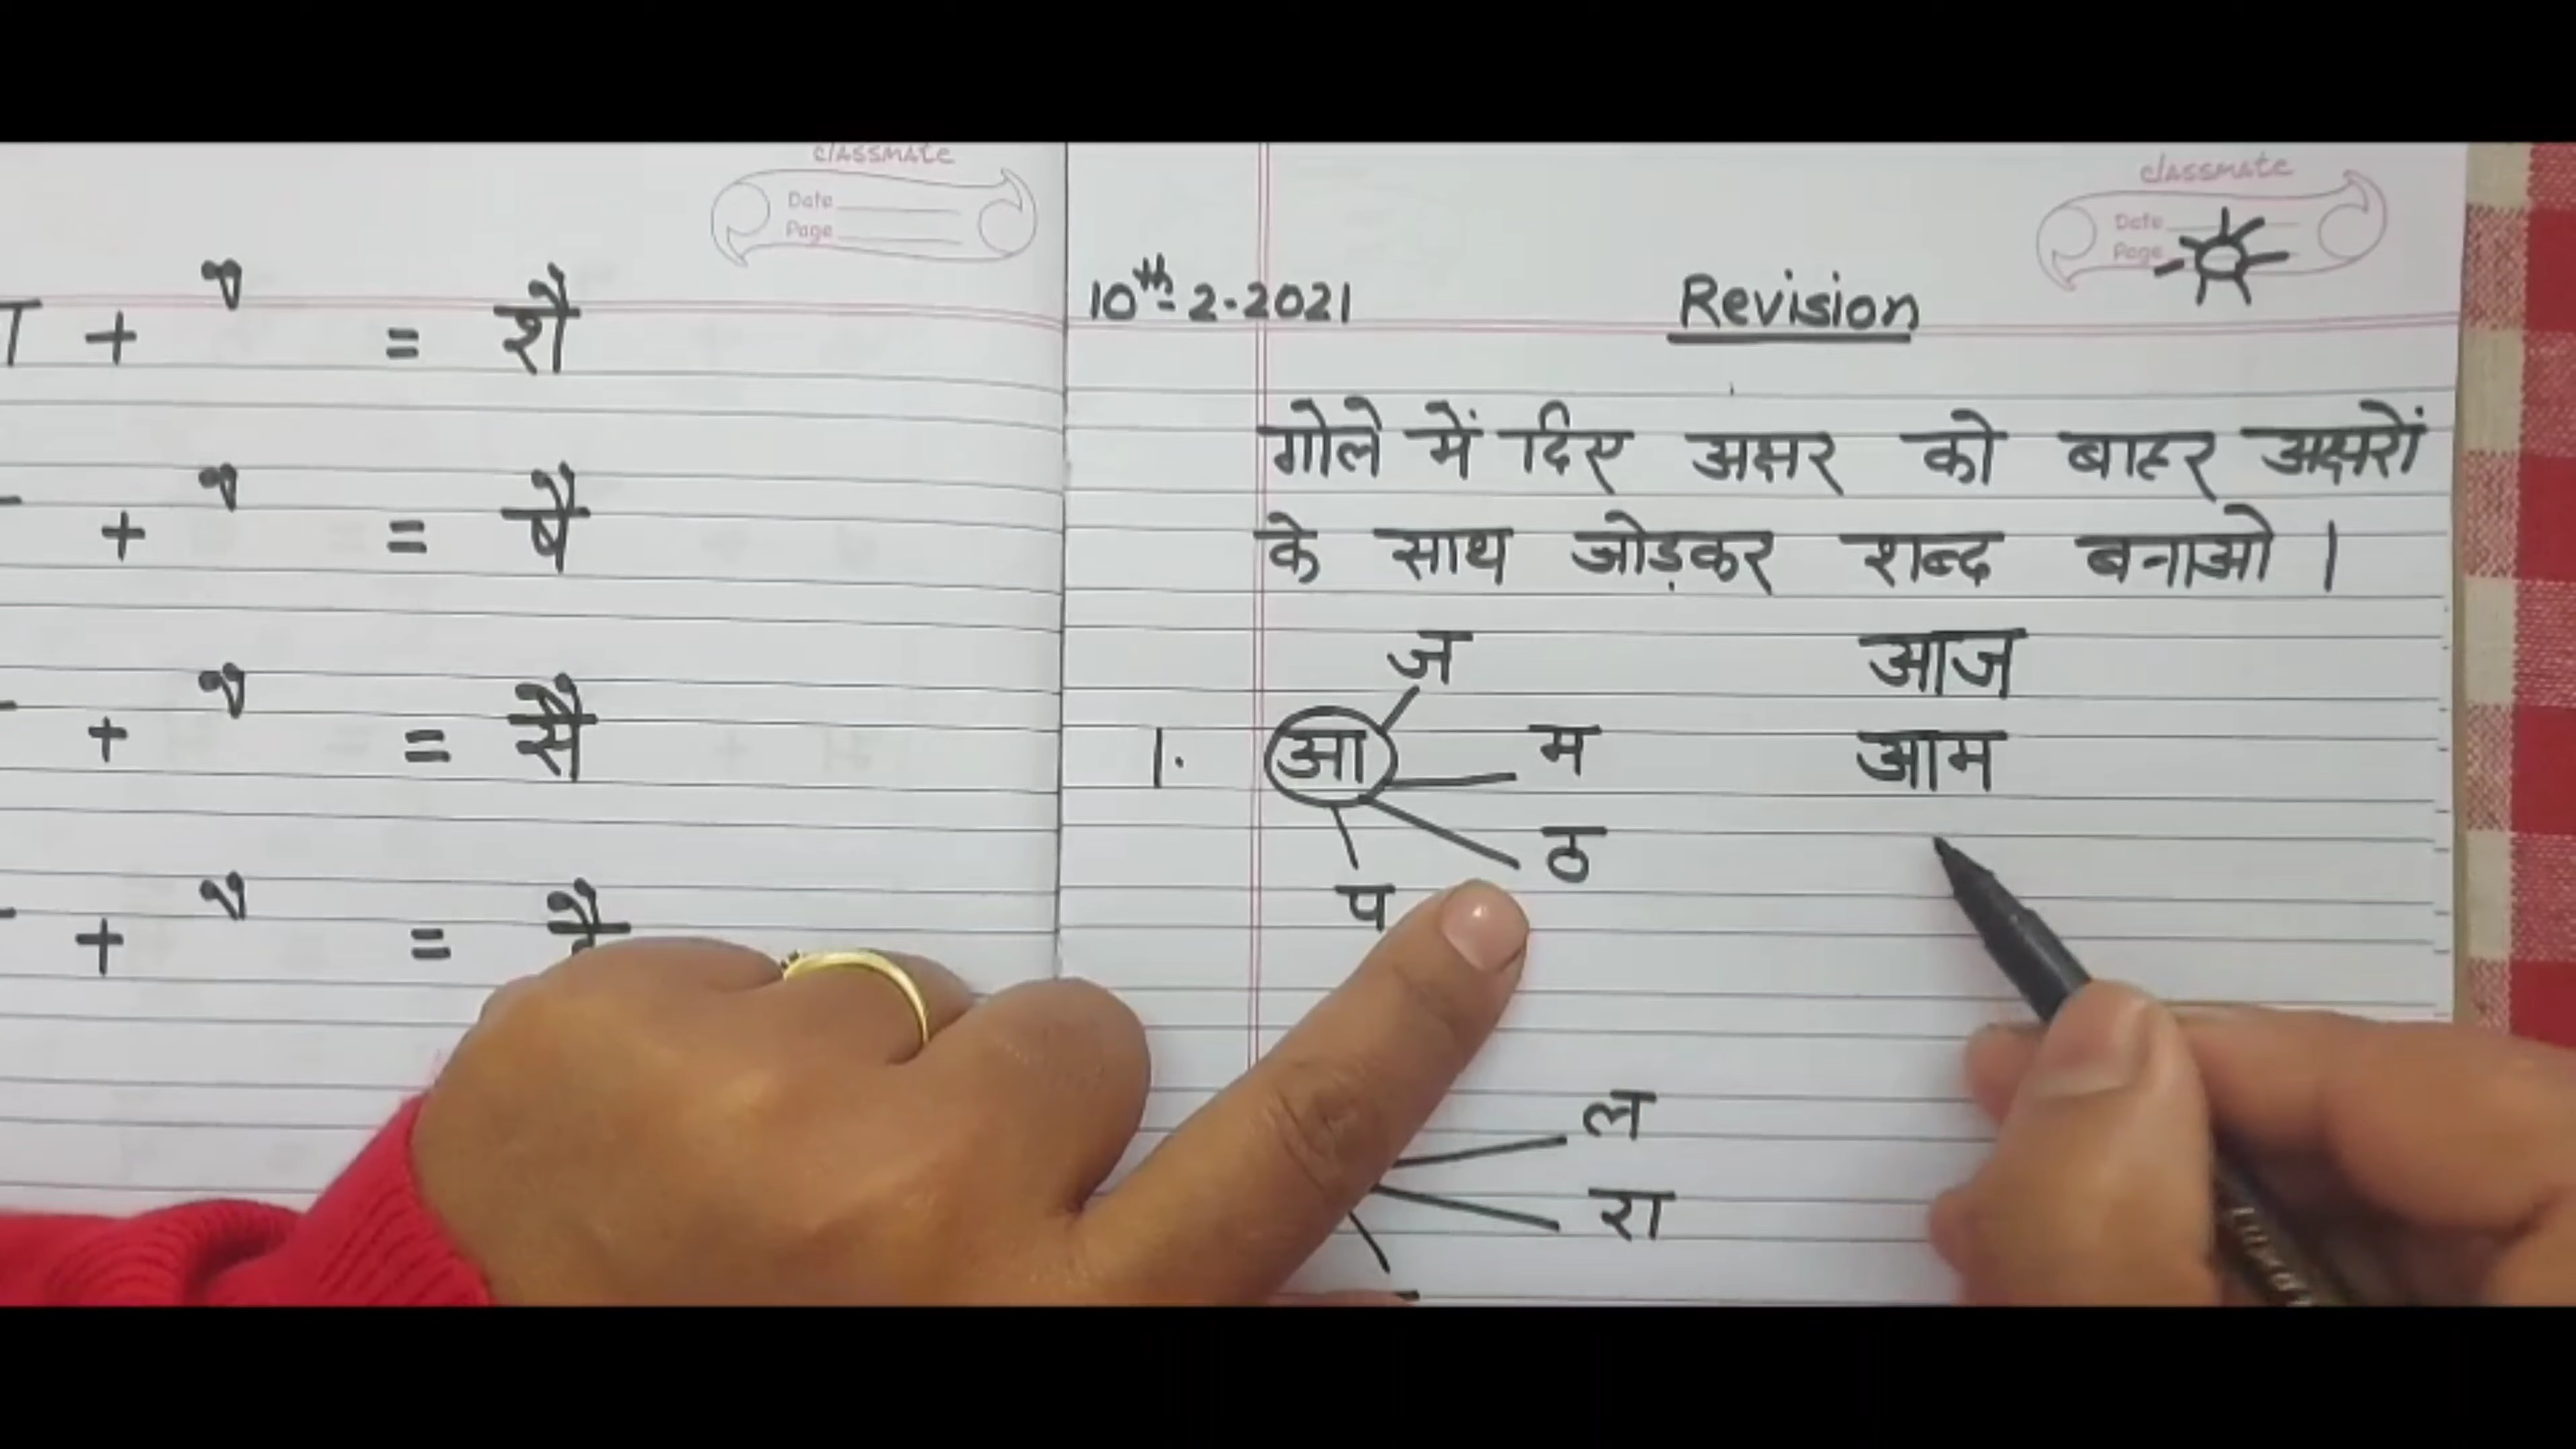 classmate
Date
Page
+ ै = शै
+ ै = षै
+ ै = सै
+ ै =
classmate
Date
Page
10th-2-2021 Revision
गोले में दिए अक्षर को बाहर अक्षरों
के साथ जोड़कर शब्द बनाओ ।
ज आज
1. आ म आम
ठ
प
ल
रा